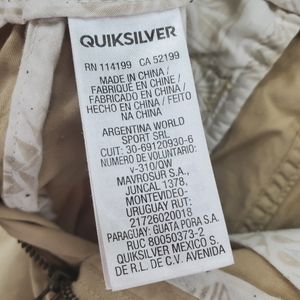 QUIKSILVER
RN 114199 CA 52199
MADE IN CHINA /
FABRIQUE EN CHINE /
FABRICADO EN CHINA /
HECHO EN CHINA / FEITO
NA CHINA
ARGENTINA WORLD
SPORT SRL
CUIT: 30-69120930-6
NUMERO DE VOLUNTARIO:
v-310/QW
MAVROSUR S.A.,
JUNCAL 1378,
MONTEVIDEO-
URUGUAY RUT:
21726020018
PARAGUAY: GUATA PORA S.A.
RUC 80050373-2
QUIKSILVER MEXICO S.
DE R.L. DE C.V. AVENIDA